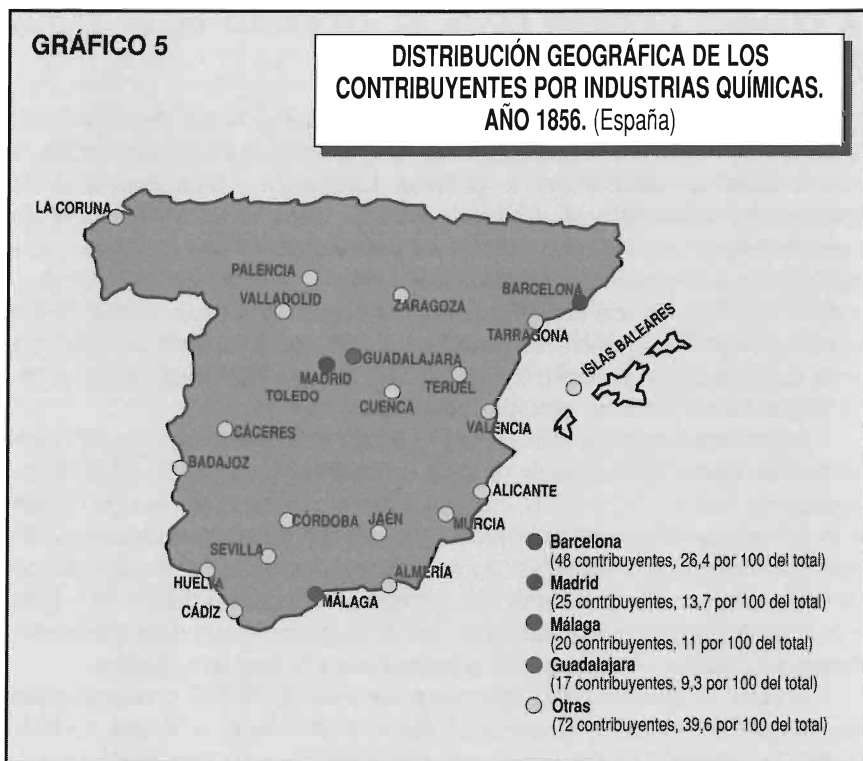 GRÁFICO 5
DISTRIBUCIÓN GEOGRÁFICA DE LOS
CONTRIBUYENTES POR INDUSTRIAS QUÍMICAS.
AÑO 1856. (España)
LA CORUNA
PALENCIA
VALLADOLID
ZARAGOZA
BARCELONA
TARRAGONA
ISLAS BALEARES
GUADALAJARA
MADRID
TOLEDO
TERUEL
CUENCA
VALENCIA
CÁCERES
BADAJOZ
ALICANTE
CÓRDOBA
JAÉN
MURCIA
SEVILLA
HUELVA
ALMERÍA
CÁDIZ
MÁLAGA
Barcelona
(48 contribuyentes, 26,4 por 100 del total)
Madrid
(25 contribuyentes, 13,7 por 100 del total)
Málaga
(20 contribuyentes, 11 por 100 del total)
Guadalajara
(17 contribuyentes, 9,3 por 100 del total)
Otras
(72 contribuyentes, 39,6 por 100 del total)